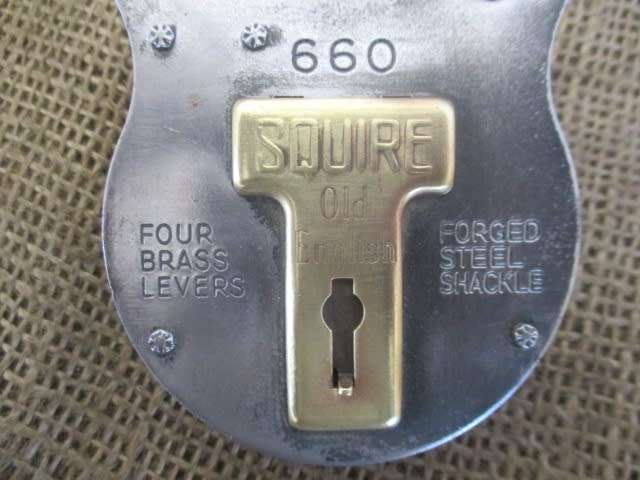 660
SQUIRE
Old
English
FOUR
BRASS
LEVERS
FORGED
STEEL
SHACKLE